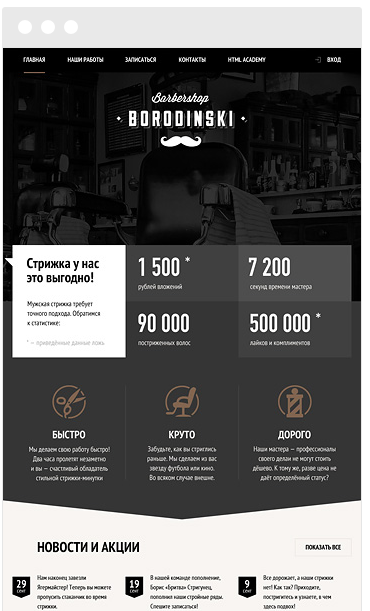 ГЛАВНАЯ НАШИ РАБОТЫ ЗАПИСАТЬСЯ КОНТАКТЫ HTML ACADEMY ВХОД
Barbershop
BORODINSKI
Стрижка у нас
это выгодно!
Мужская стрижка требует
точного подхода. Обратимся
к статистике:
* — приведённые данные ложь
1 500 *
рублей вложений
7 200
секунд времени мастера
90 000
постриженных волос
500 000 *
лайков и комплиментов
БЫСТРО
Мы делаем свою работу быстро!
Два часа пролетят незаметно
и вы — счастливый обладатель
стильной стрижки-минутки
КРУТО
Забудьте, как вы стриглись
раньше. Мы сделаем из вас
звезду футбола или кино.
Во всяком случае внешне.
ДОРОГО
Наши мастера — профессионалы
своего дела и не могут стоить
дёшево. К тому же, разве цена не
даёт определённый статус?
НОВОСТИ И АКЦИИ
ПОКАЗАТЬ ВСЕ
29
СЕНТ
Нам наконец завезли
Ягермайстер! Теперь вы можете
пропустить стаканчик во время
стрижки.
19
СЕНТ
В нашей команде пополнение,
Борис «Бритва» Стригунец,
пополнил наши стройные ряды.
Спешите записаться!
9
СЕНТ
Все дорожает, а наши стрижки
нет! Как так? Приходите,
постригитесь и узнаете, в чем
здесь подвох!